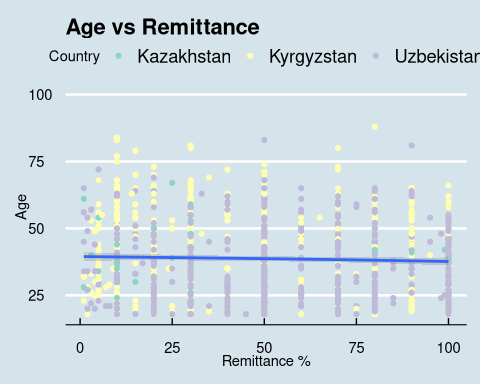 Age vs Remittance
Country Kazakhstan Kyrgyzstan Uzbekistan
100
75
50
25
Age
0 25 50 75 100
Remittance %